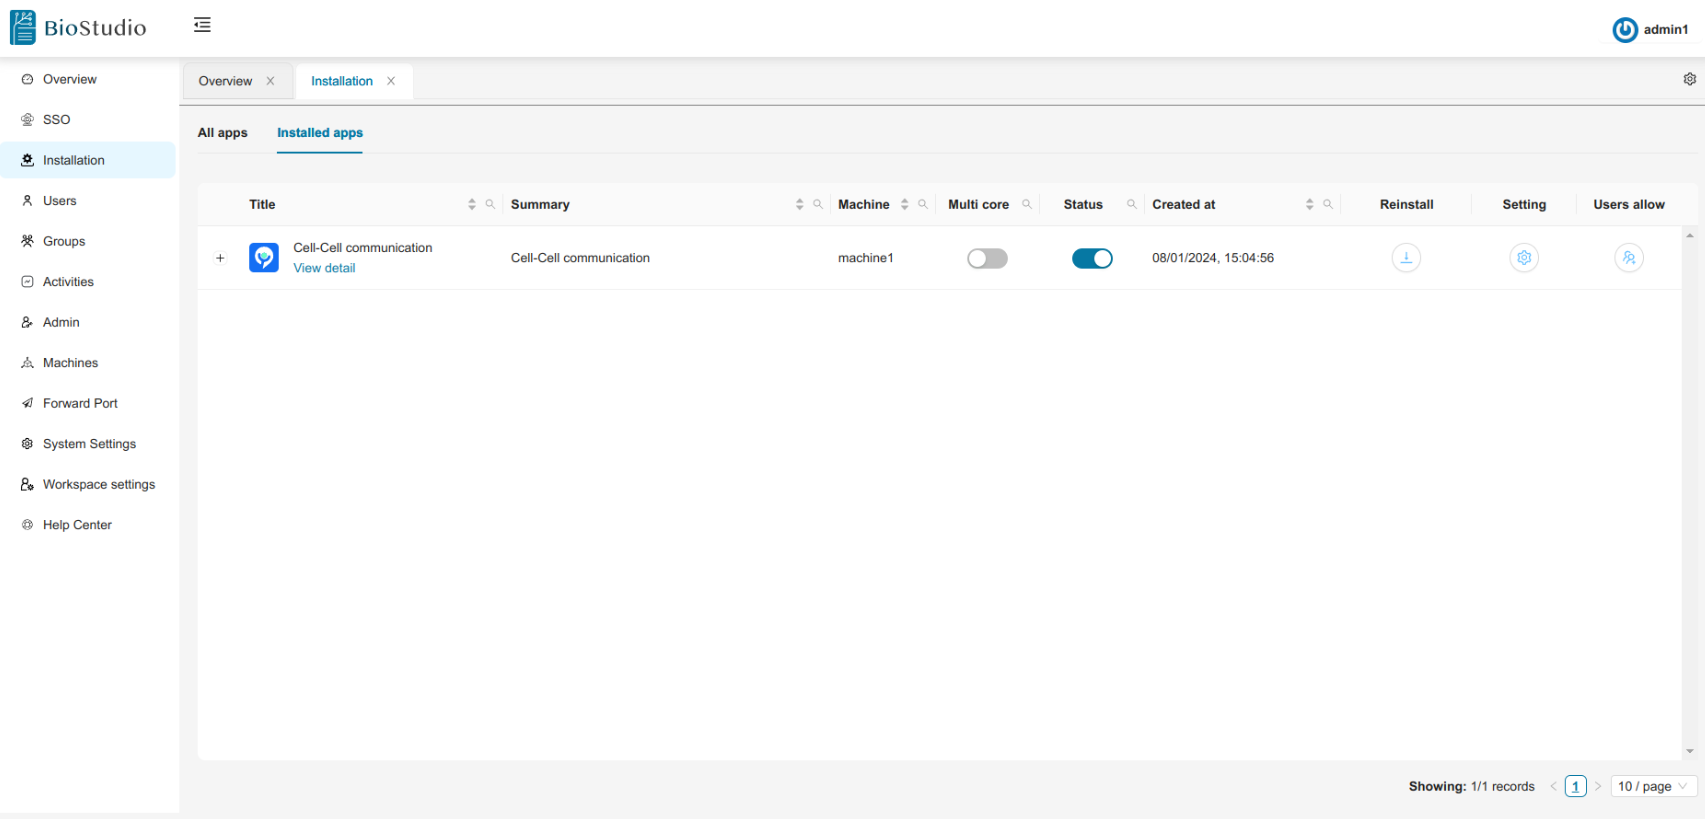 BioStudio
admin1
Overview
SSO
Installation
Users
Groups
Activities
Admin
Machines
Forward Port
System Settings
Workspace settings
Help Center
Overview Installation
All apps Installed apps
Title Summary Machine Multi core Status Created at Reinstall Setting Users allow
Cell-Cell communication
View detail
Cell-Cell communication machine1 08/01/2024, 15:04:56
Showing: 1/1 records 1 10 / page